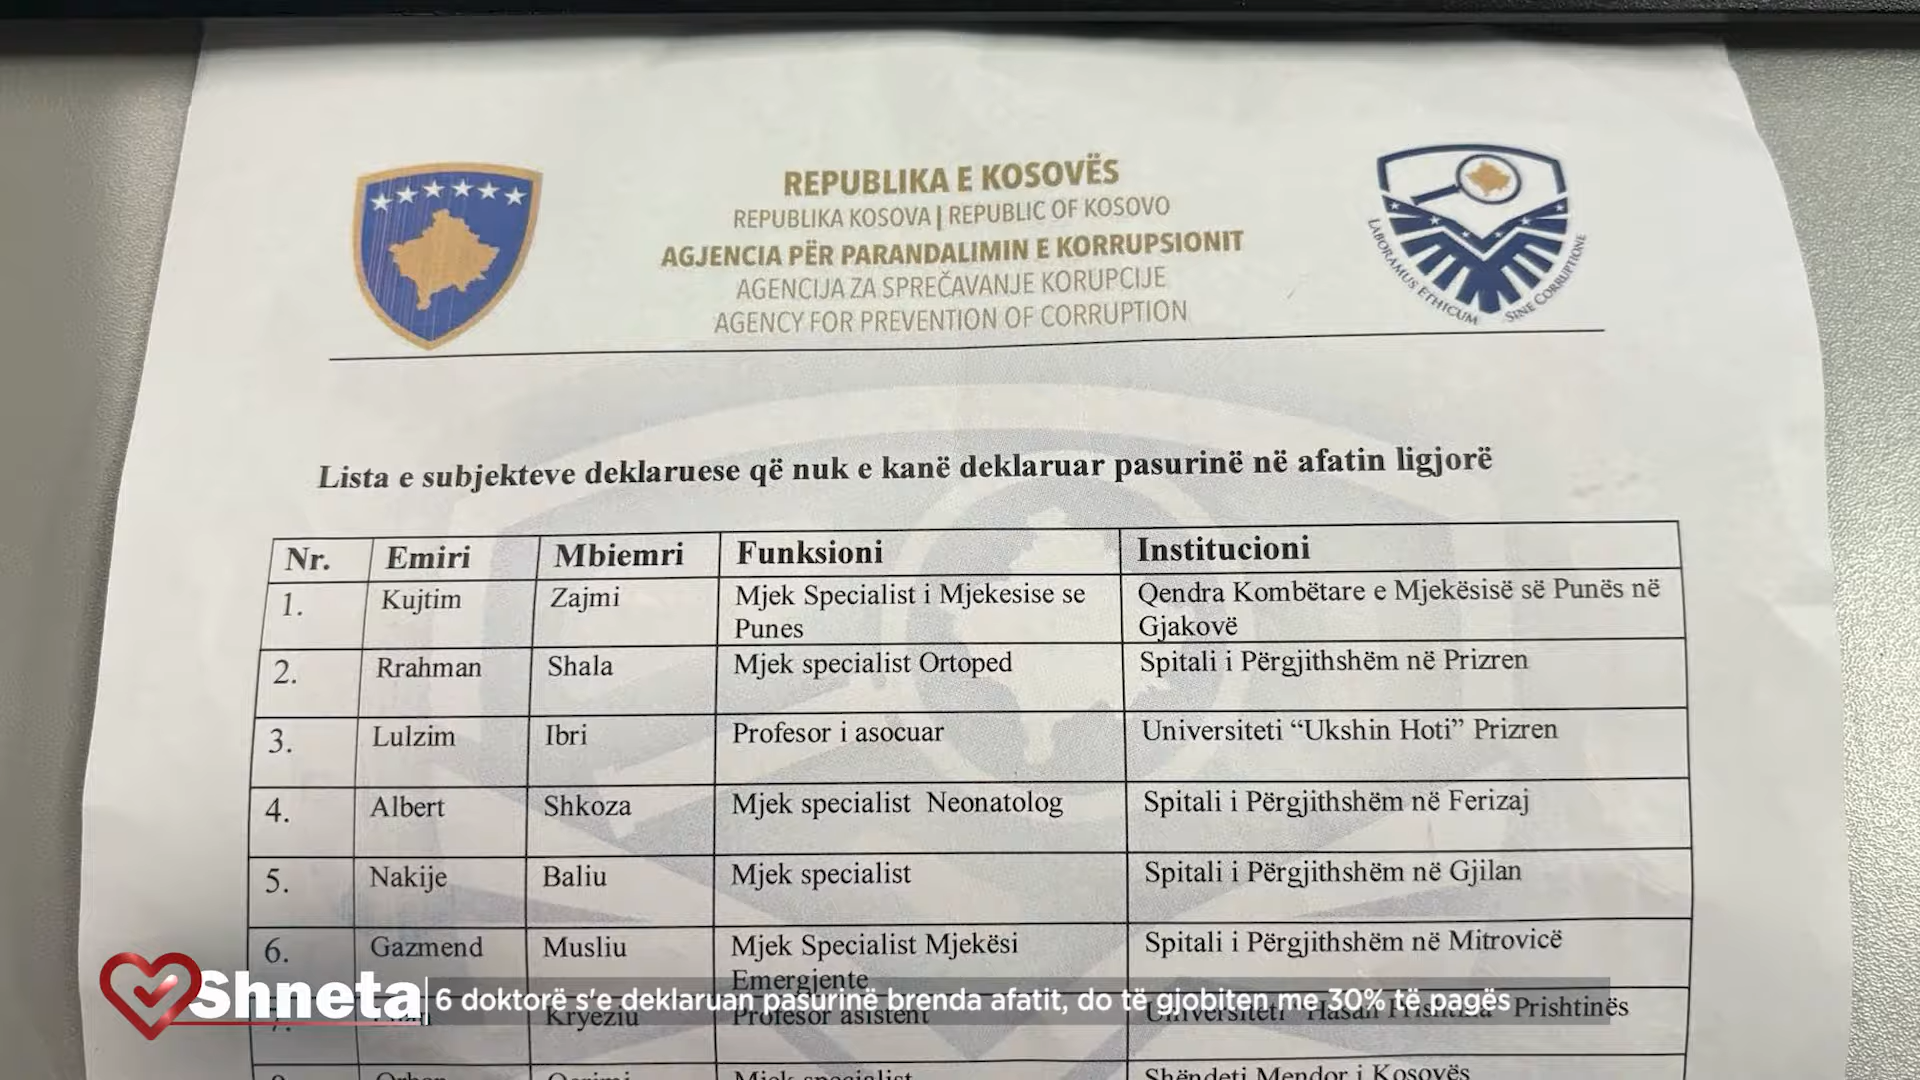 REPUBLIKA E KOSOVËS
REPUBLIKA KOSOVA | REPUBLIC OF KOSOVO
AGJENCIA PËR PARANDALIMIN E KORRUPSIONIT
AGENCIJA ZA SPREČAVANJE KORUPCIJE
AGENCY FOR PREVENTION OF CORRUPTION
LABORAMUS ETHICUM SINE CORRUPTIONE
Lista e subjekteve deklaruese që nuk e kanë deklaruar pasurinë në afatin ligjorë
Nr. Emiri Mbiemri Funksioni Institucioni
1. Kujtim Zajmi Mjek Specialist i Mjekesise se Punes Qendra Kombëtare e Mjekësisë së Punës në Gjakovë
2. Rrahman Shala Mjek specialist Ortoped Spitali i Përgjithshëm në Prizren
3. Lulzim Ibri Profesor i asocuar Universiteti “Ukshin Hoti” Prizren
4. Albert Shkoza Mjek specialist Neonatolog Spitali i Përgjithshëm në Ferizaj
5. Nakije Baliu Mjek specialist Spitali i Përgjithshëm në Gjilan
6. Gazmend Musliu Mjek Specialist Mjekësi Emergjente Spitali i Përgjithshëm në Mitrovicë
7. Kryeziu Profesor asistent Universiteti "Hasan Prishtina" Prishtinës
Mjek specialist Shëndeti Mendor i Kosovës
Shneta
6 doktorë s'e deklaruan pasurinë brenda afatit, do të gjobiten me 30% të pagës